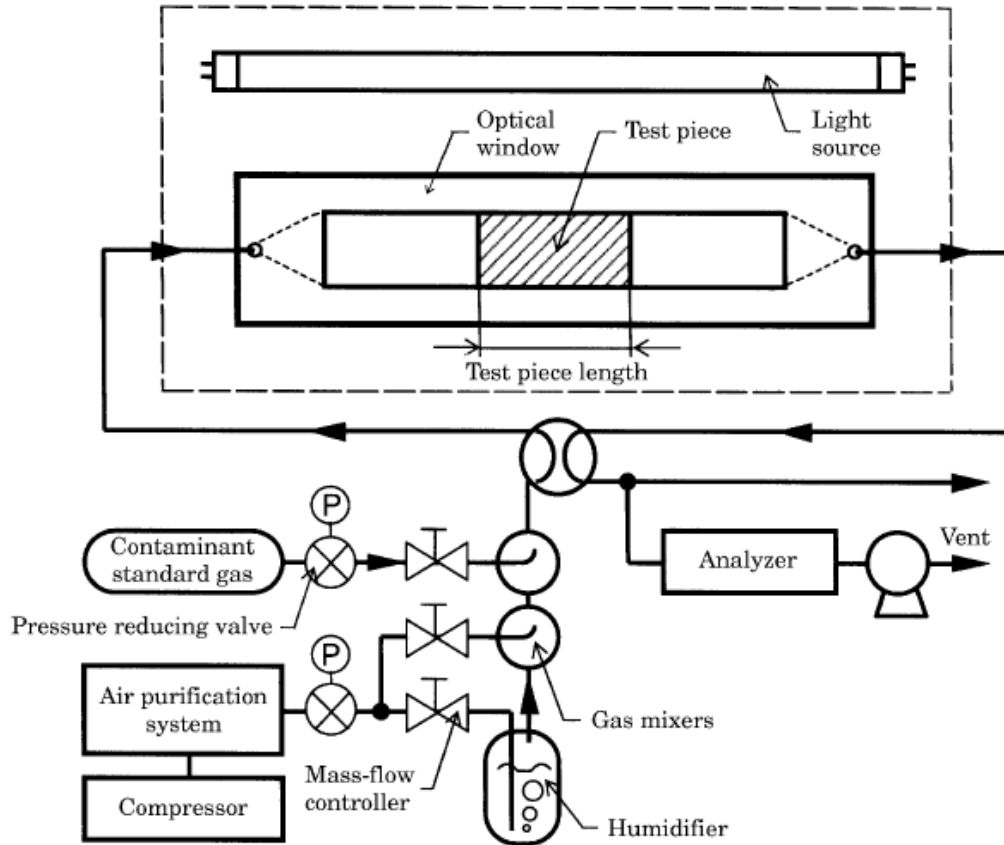 Optical
window
Test piece
Light
source
Test piece length
P
Contaminant
standard gas
Pressure reducing valve
Analyzer
Vent
P
Air purification
system
Gas mixers
Mass-flow
controller
Compressor
Humidifier